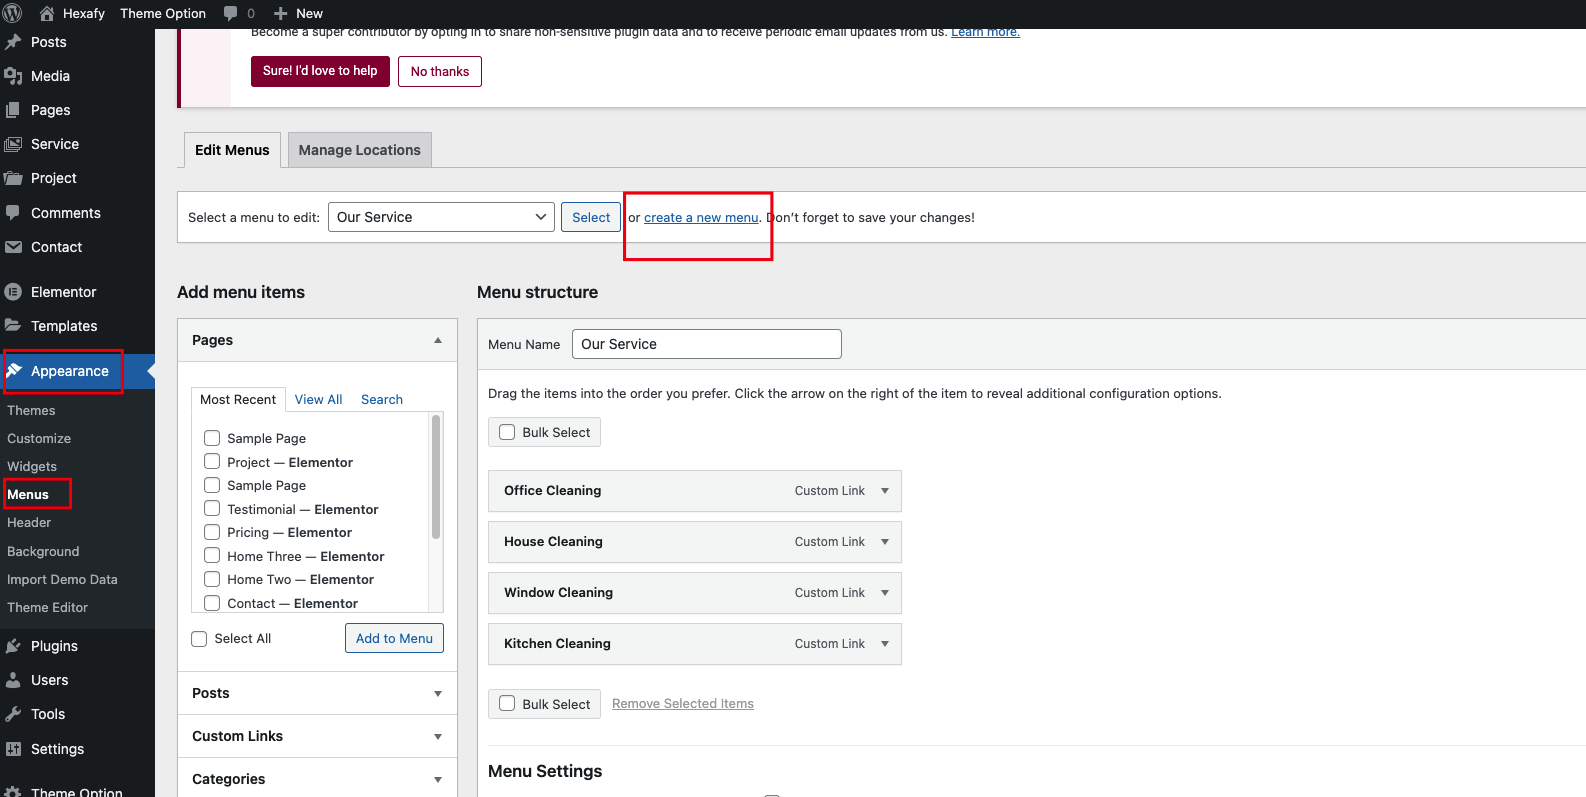 Hexafy Theme Option 0 New
Posts
Media
Pages
Service
Project
Comments
Contact
Elementor
Templates
Appearance
Themes
Customize
Widgets
Menus
Header
Background
Import Demo Data
Theme Editor
Plugins
Users
Tools
Settings
Theme Option
Become a super contributor by opting in to share non-sensitive plugin data and to receive periodic email updates from us. Learn more.
Sure! I'd love to help No thanks
Edit Menus Manage Locations
Select a menu to edit: Our Service Select or create a new menu. Don't forget to save your changes!
Add menu items
Pages
Most Recent View All Search
Sample Page
Project — Elementor
Sample Page
Testimonial — Elementor
Pricing — Elementor
Home Three — Elementor
Home Two — Elementor
Contact — Elementor
Select All Add to Menu
Posts
Custom Links
Categories
Menu structure
Menu Name Our Service
Drag the items into the order you prefer. Click the arrow on the right of the item to reveal additional configuration options.
Bulk Select
Office Cleaning Custom Link
House Cleaning Custom Link
Window Cleaning Custom Link
Kitchen Cleaning Custom Link
Bulk Select Remove Selected Items
Menu Settings